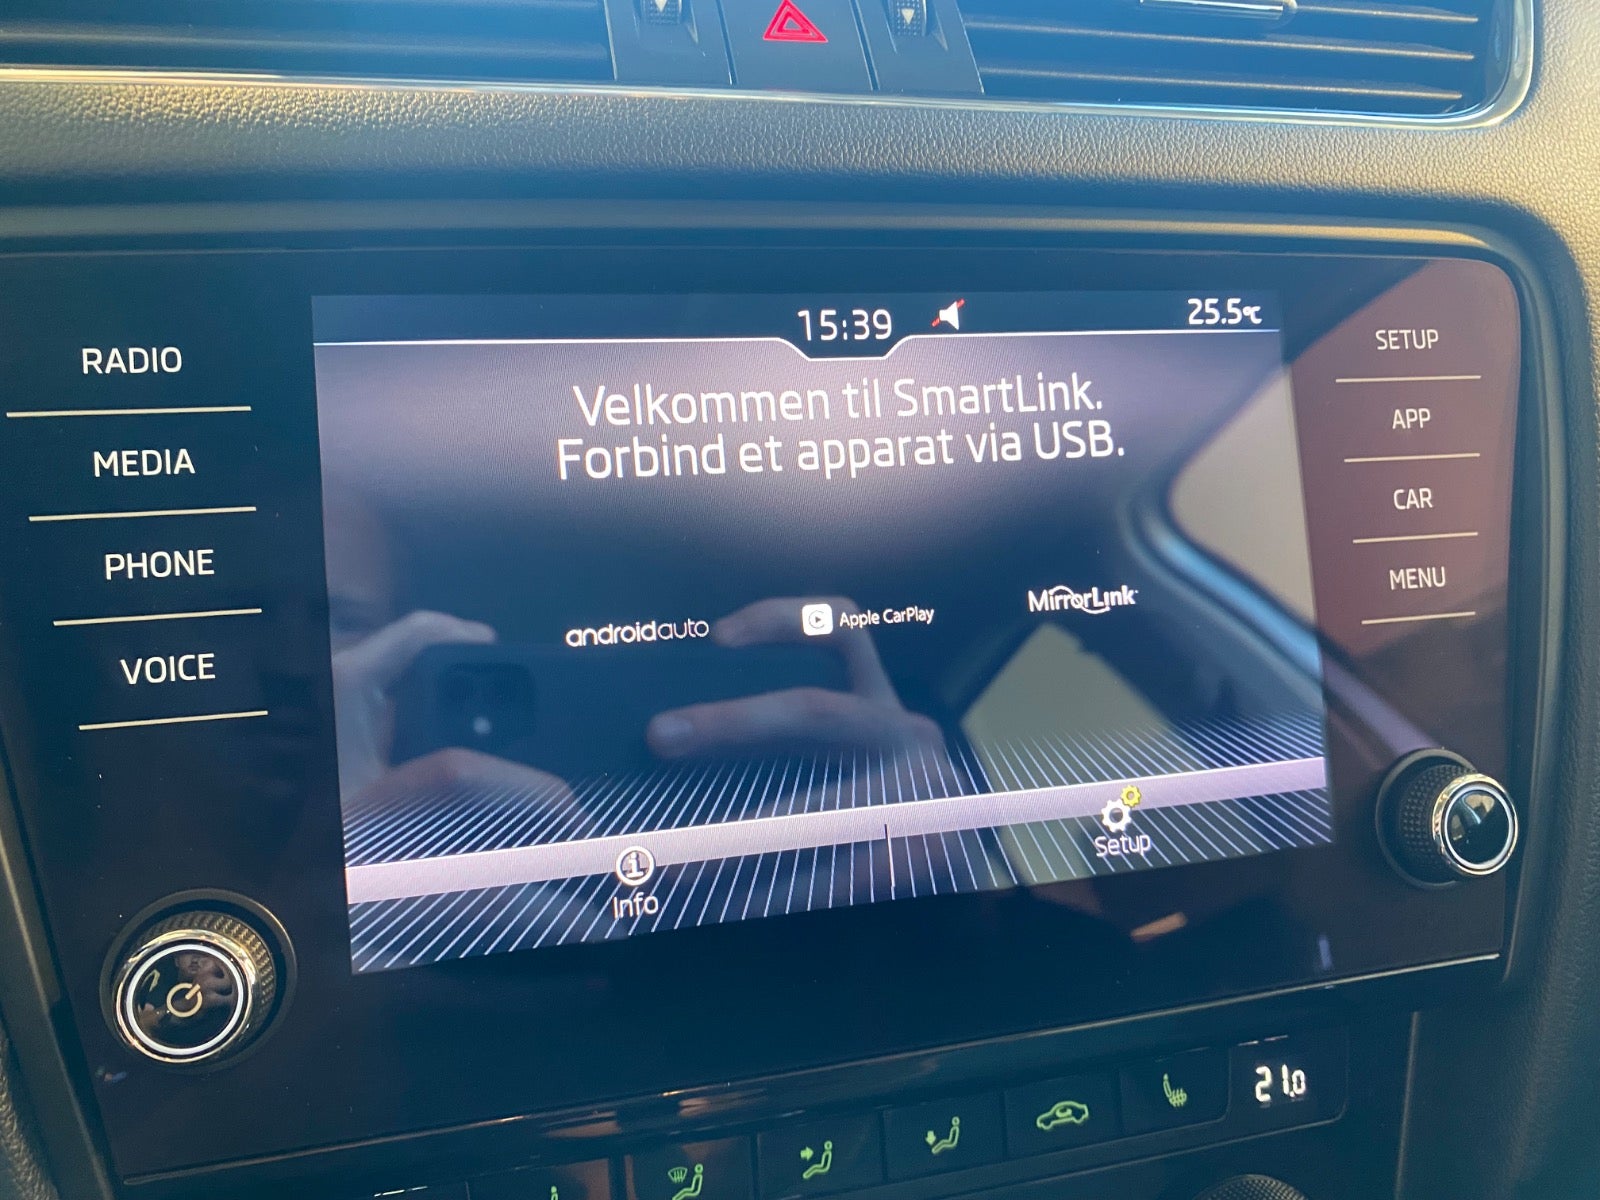 15:39
25.5°C
RADIO
MEDIA
PHONE
VOICE
Velkommen til SmartLink.
Forbind et apparat via USB.
androidauto
Apple CarPlay
MirrorLink
Info
Setup
SETUP
APP
CAR
MENU
21.0